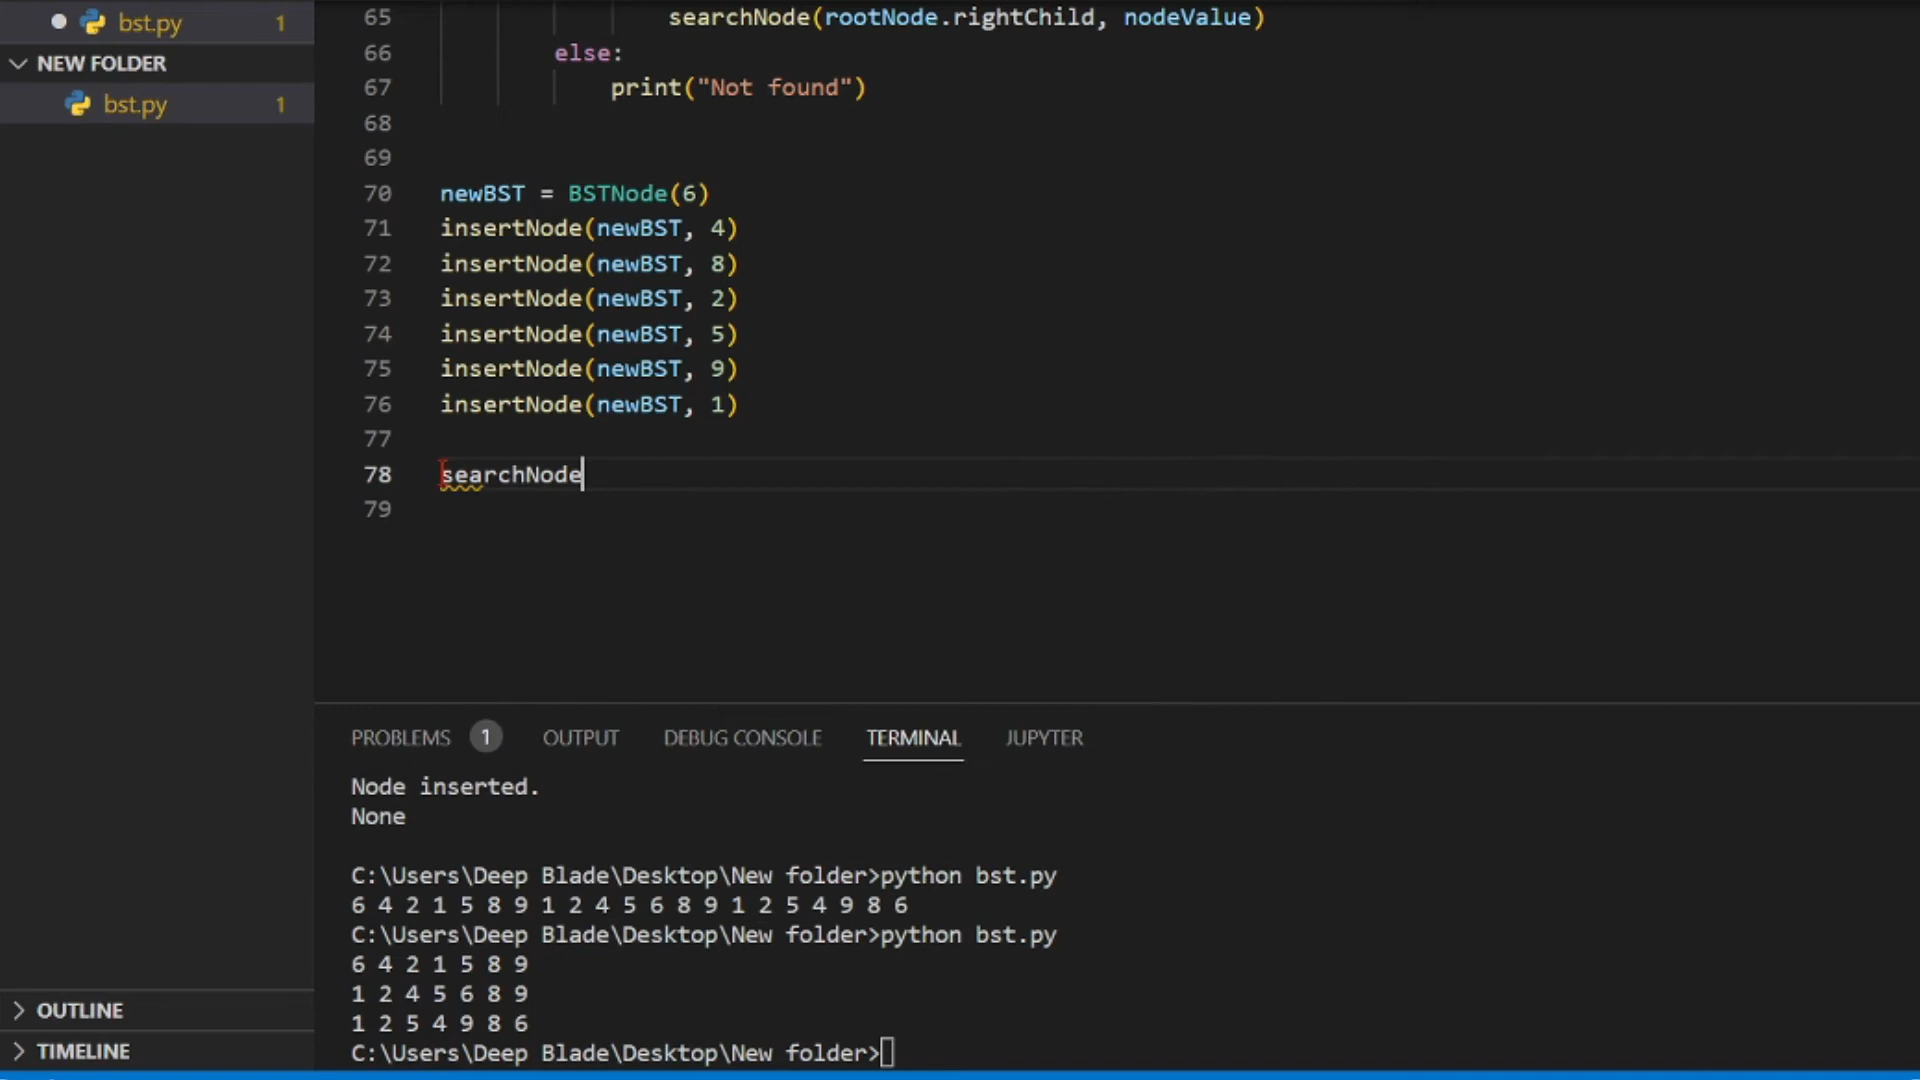 bst.py 1
NEW FOLDER
bst.py 1
OUTLINE
TIMELINE
65 searchNode(rootNode.rightChild, nodeValue)
66 else:
67 print("Not found")
68
69
70 newBST = BSTNode(6)
71 insertNode(newBST, 4)
72 insertNode(newBST, 8)
73 insertNode(newBST, 2)
74 insertNode(newBST, 5)
75 insertNode(newBST, 9)
76 insertNode(newBST, 1)
77
78 searchNode
79
PROBLEMS 1 OUTPUT DEBUG CONSOLE TERMINAL JUPYTER
Node inserted.
None
C:\Users\Deep Blade\Desktop\New folder>python bst.py
6 4 2 1 5 8 9 1 2 4 5 6 8 9 1 2 5 4 9 8 6
C:\Users\Deep Blade\Desktop\New folder>python bst.py
6 4 2 1 5 8 9
1 2 4 5 6 8 9
1 2 5 4 9 8 6
C:\Users\Deep Blade\Desktop\New folder>